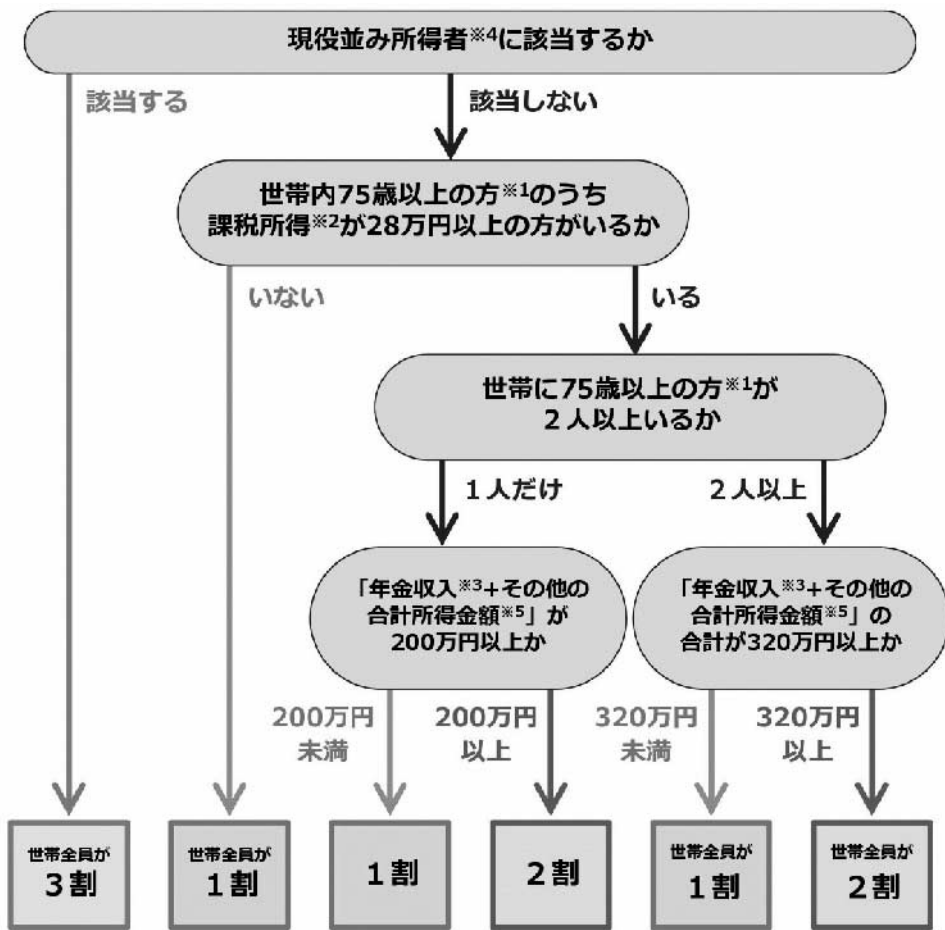 現役並み所得者※4に該当するか
該当する
該当しない
世帯内75歳以上の方※1のうち
課税所得※2が28万円以上の方がいるか
いない
いる
世帯に75歳以上の方※1が
２人以上いるか
１人だけ
２人以上
「年金収入※3+その他の
合計所得金額※5」が
200万円以上か
「年金収入※3+その他の
合計所得金額※5」の
合計が320万円以上か
200万円
未満
200万円
以上
320万円
未満
320万円
以上
世帯全員が
３割
世帯全員が
１割
１割
２割
世帯全員が
１割
世帯全員が
２割